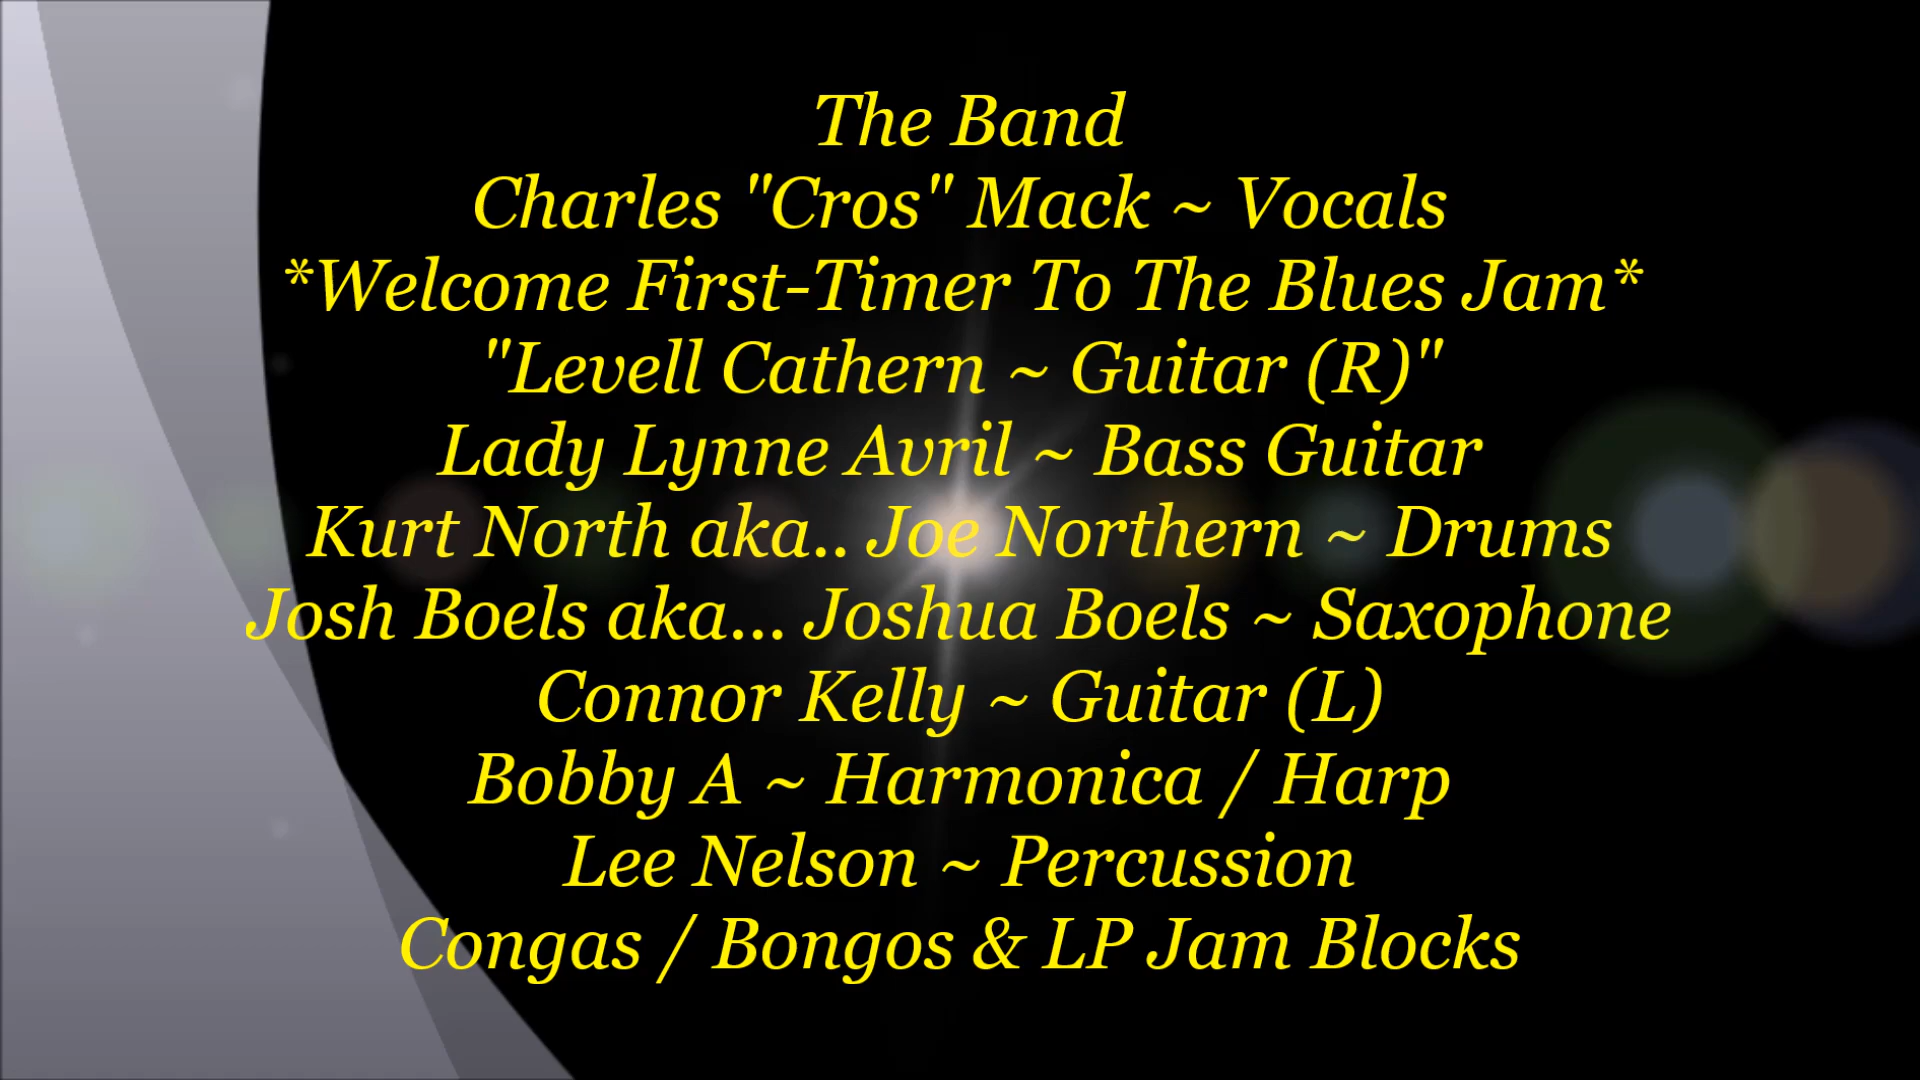 The Band
Charles "Cros" Mack ~ Vocals
*Welcome First-Timer To The Blues Jam*
"Levell Cathern ~ Guitar (R)"
Lady Lynne Avril ~ Bass Guitar
Kurt North aka.. Joe Northern ~ Drums
Josh Boels aka... Joshua Boels ~ Saxophone
Connor Kelly ~ Guitar (L)
Bobby A ~ Harmonica / Harp
Lee Nelson ~ Percussion
Congas / Bongos & LP Jam Blocks